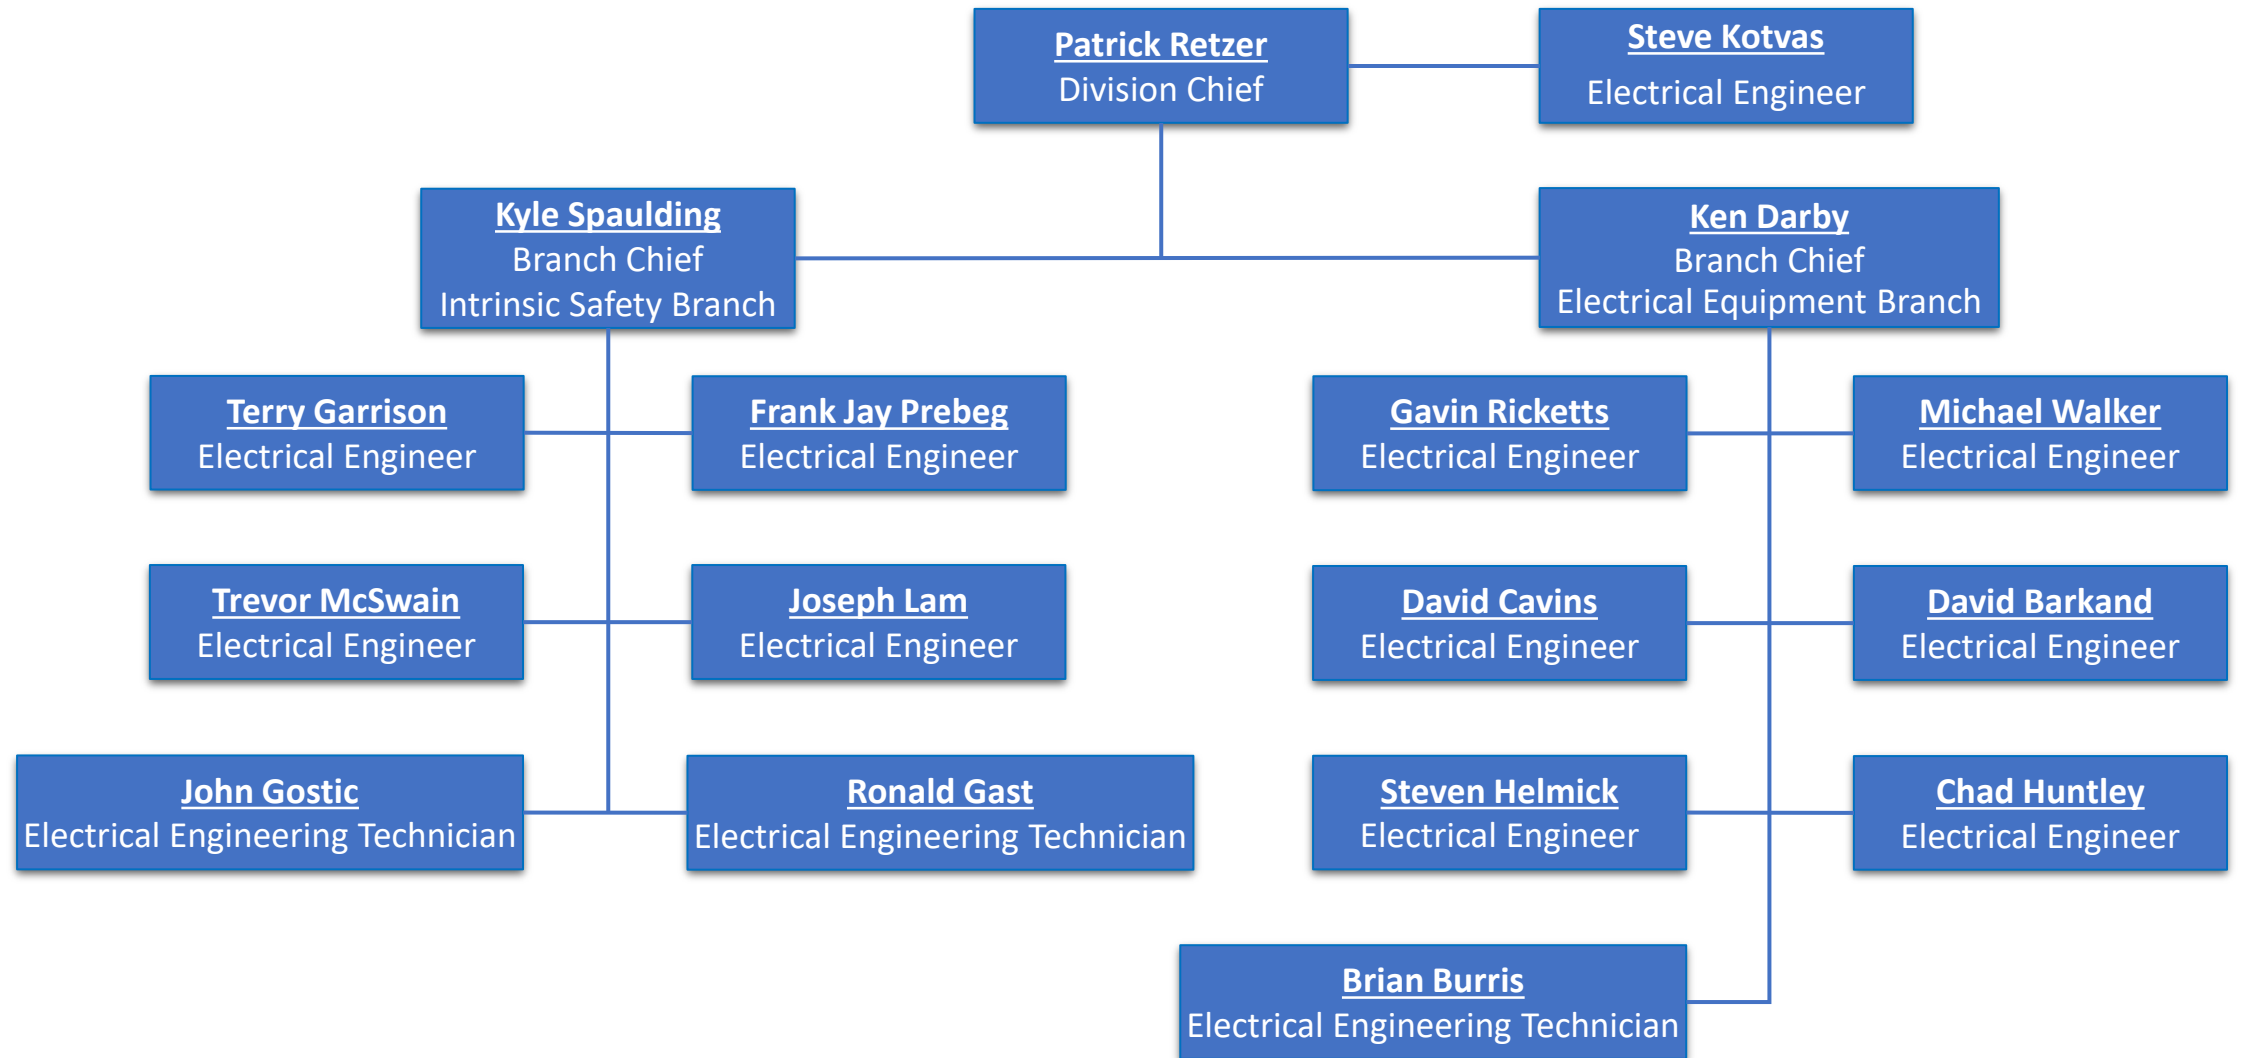 Patrick Retzer
Division Chief
Steve Kotvas
Electrical Engineer
Kyle Spaulding
Branch Chief
Intrinsic Safety Branch
Ken Darby
Branch Chief
Electrical Equipment Branch
Terry Garrison
Electrical Engineer
Frank Jay Prebeg
Electrical Engineer
Gavin Ricketts
Electrical Engineer
Michael Walker
Electrical Engineer
Trevor McSwain
Electrical Engineer
Joseph Lam
Electrical Engineer
David Cavins
Electrical Engineer
David Barkand
Electrical Engineer
John Gostic
Electrical Engineering Technician
Ronald Gast
Electrical Engineering Technician
Steven Helmick
Electrical Engineer
Chad Huntley
Electrical Engineer
Brian Burris
Electrical Engineering Technician